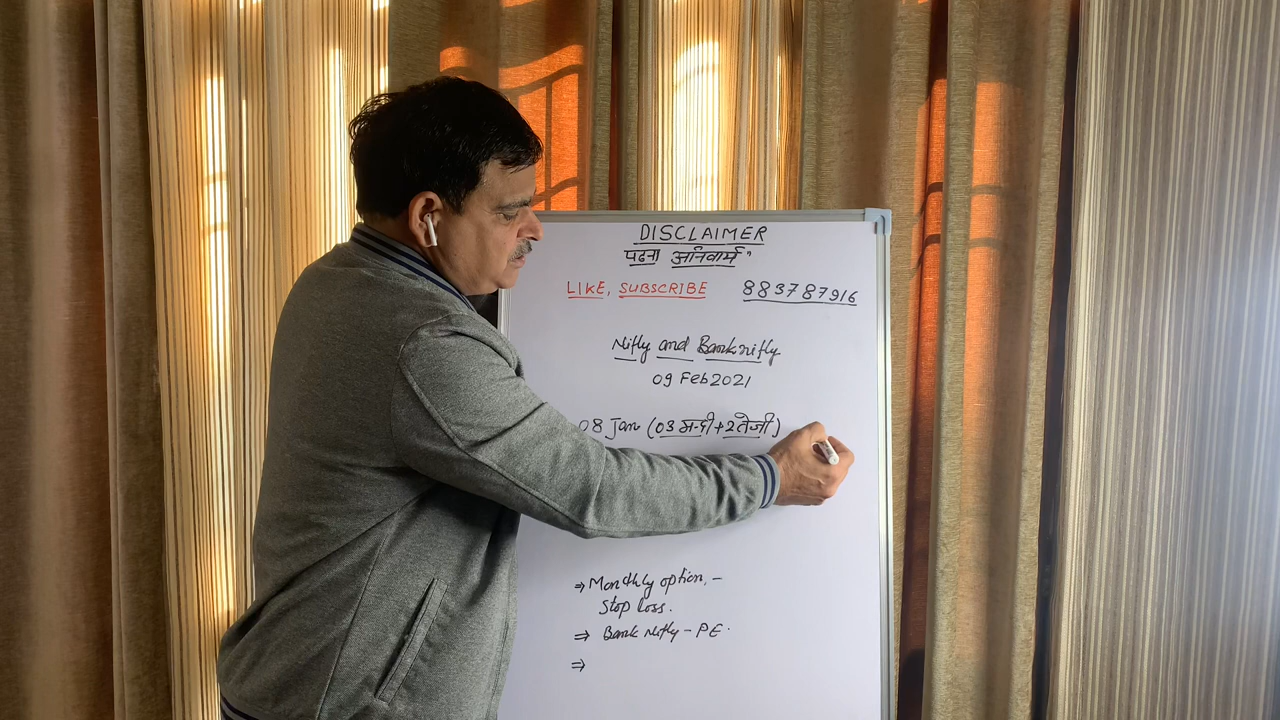 DISCLAIMER
पढना अनिवार्य"
LIKE, SUBSCRIBE
883787916
Nifty and Banknifty
09 Feb 2021
08 Jan (03 मन्दी + 2 तेजी)
⇒ Monthly option, -
Stop loss.
⇒ Bank Nifty - PE.
⇒